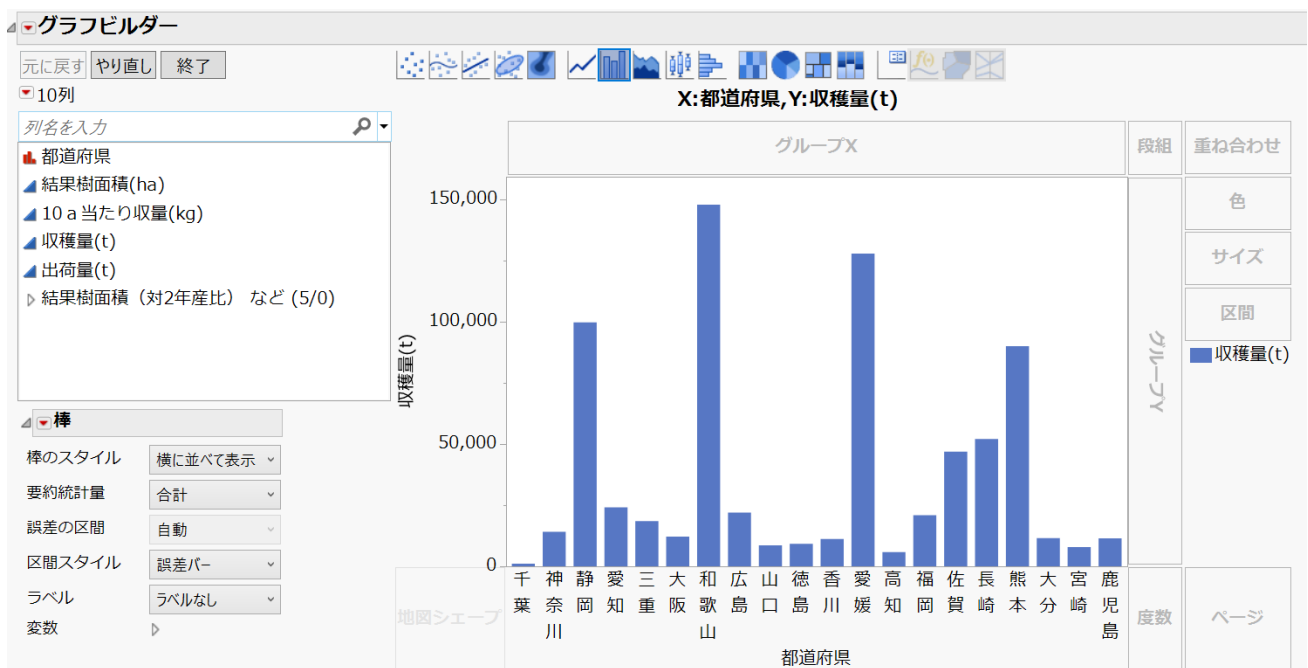 グラフビルダー
元に戻す やり直し 終了
10列
列名を入力
都道府県
結果樹面積(ha)
10 a 当たり収量(kg)
収穫量(t)
出荷量(t)
結果樹面積（対2年産比） など (5/0)
棒
棒のスタイル 横に並べて表示
要約統計量 合計
誤差の区間 自動
区間スタイル 誤差バー
ラベル ラベルなし
変数
X:都道府県,Y:収穫量(t)
グループX
段組
重ね合わせ
色
サイズ
区間
収穫量(t)
グループY
収穫量(t)
150,000
100,000
50,000
0
千葉 神奈川 静岡 愛知 三重 大阪 和歌山 広島 山口 徳島 香川 愛媛 高知 福岡 佐賀 長崎 熊本 大分 宮崎 鹿児島
都道府県
地図シェープ
度数
ページ